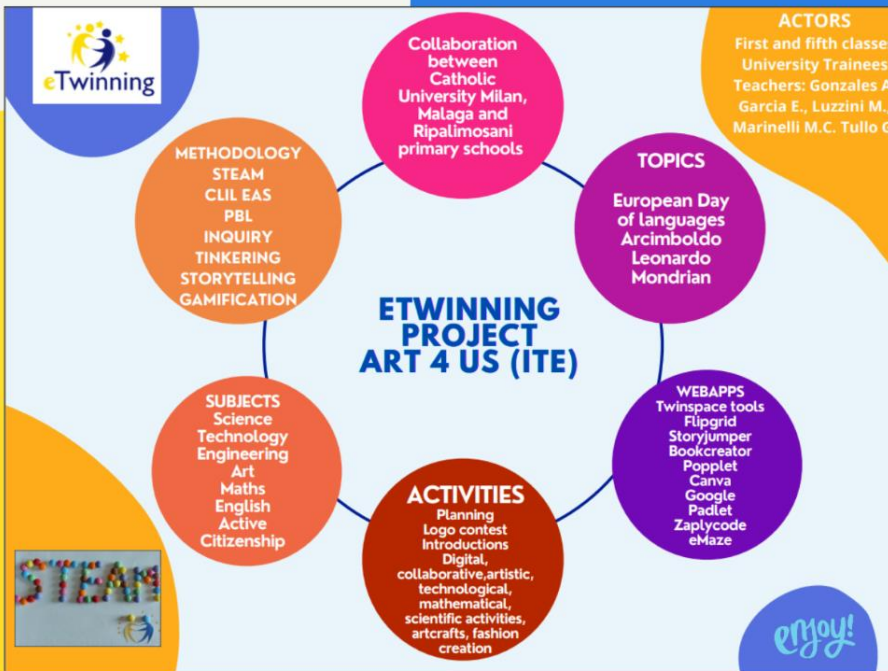 eTwinning
Collaboration
between
Catholic
University Milan,
Malaga and
Ripalimosani
primary schools
ACTORS
First and fifth classe
University Trainees
Teachers: Gonzales A
Garcia E., Luzzini M.,
Marinelli M.C. Tullo C
METHODOLOGY
STEAM
CLIL EAS
PBL
INQUIRY
TINKERING
STORYTELLING
GAMIFICATION
TOPICS
European Day
of languages
Arcimboldo
Leonardo
Mondrian
ETWINNING
PROJECT
ART 4 US (ITE)
SUBJECTS
Science
Technology
Engineering
Art
Maths
English
Active
Citizenship
WEBAPPS
Twinspace tools
Flipgrid
Storyjumper
Bookcreator
Popplet
Canva
Google
Padlet
Zaplycode
eMaze
ACTIVITIES
Planning
Logo contest
Introductions
Digital,
collaborative,artistic,
technological,
mathematical,
scientific activities,
artcrafts, fashion
creation
STEAM
enjoy!